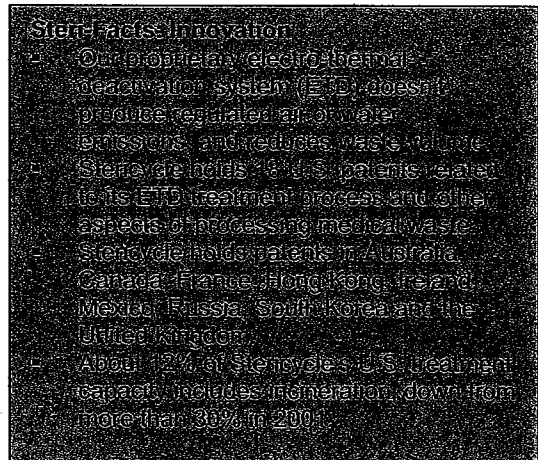 Steri-Facts: Innovation
- Our proprietary electro-thermal-
deactivation system (ETD) doesn't
produce regulated air or water
emissions, and reduces waste volume.
- Stericycle holds U.S. patents related
to its ETD treatment process and other
aspects of processing medical waste.
- Stericycle holds patents in Australia,
Canada, France, Hong Kong, Ireland,
Mexico, Russia, South Korea and the
United Kingdom.
- About 12% of Stericycle's U.S. treatment
capacity includes incineration, down from
more than 30% in 2001.